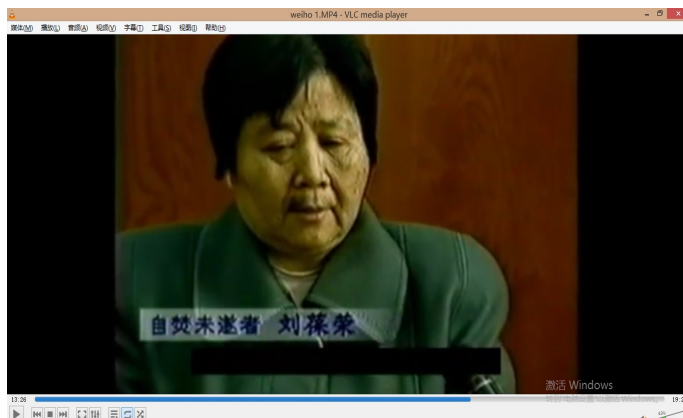 weiho 1.MP4 - VLC media player
媒体(M) 播放(L) 音频(A) 视频(V) 字幕(T) 工具(S) 视图(I) 帮助(H)
自焚未遂者 刘葆荣
激活 Windows
13:26